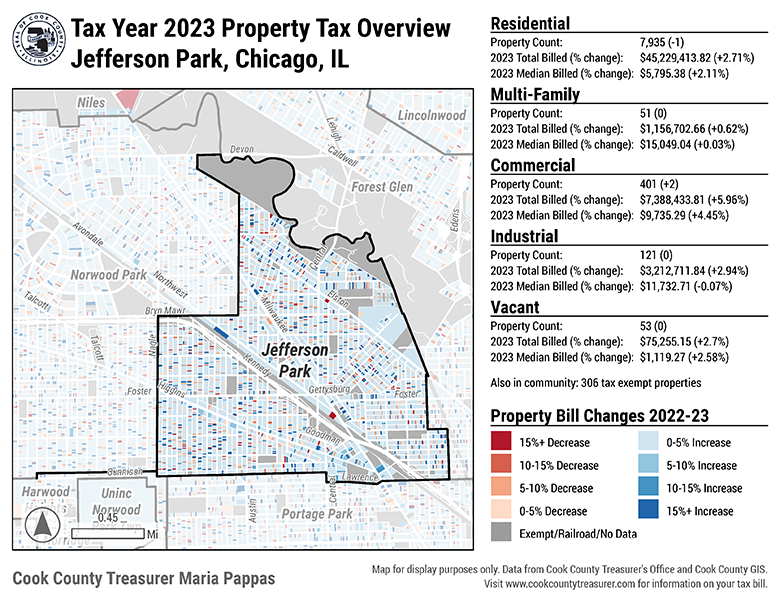 Tax Year 2023 Property Tax Overview
Jefferson Park, Chicago, IL
Residential
Property Count: 7,935 (-1)
2023 Total Billed (% change): $45,229,413.82 (+2.71%)
2023 Median Billed (% change): $5,795.38 (+2.11%)
Multi-Family
Property Count: 51 (0)
2023 Total Billed (% change): $1,156,702.66 (+0.62%)
2023 Median Billed (% change): $15,049.04 (+0.03%)
Commercial
Property Count: 401 (+2)
2023 Total Billed (% change): $7,388,433.81 (+5.96%)
2023 Median Billed (% change): $9,735.29 (+4.45%)
Industrial
Property Count: 121 (0)
2023 Total Billed (% change): $3,212,711.84 (+2.94%)
2023 Median Billed (% change): $11,732.71 (-0.07%)
Vacant
Property Count: 53 (0)
2023 Total Billed (% change): $75,255.15 (+2.7%)
2023 Median Billed (% change): $1,119.27 (+2.58%)
Also in community: 306 tax exempt properties
Property Bill Changes 2022-23
15%+ Decrease
10-15% Decrease
5-10% Decrease
0-5% Decrease
0-5% Increase
5-10% Increase
10-15% Increase
15%+ Increase
Exempt/Railroad/No Data
Niles
Lincolnwood
Lehigh
Devon
Caldwell
Forest Glen
Edens
Avondale
Central
Norwood Park
Northwest
Elston
Talcott
Milwaukee
Bryn Mawr
Talcott
Nagle
Jefferson
Park
Kennedy
Foster
Higgins
Gettysburg
Foster
Goodman
Gunnison
Lawrence
Harwood
Uninc
Norwood
Austin
Central
Portage Park
0.45
Mi
Cook County Treasurer Maria Pappas
Map for display purposes only. Data from Cook County Treasurer's Office and Cook County GIS.
Visit www.cookcountytreasurer.com for information on your tax bill.